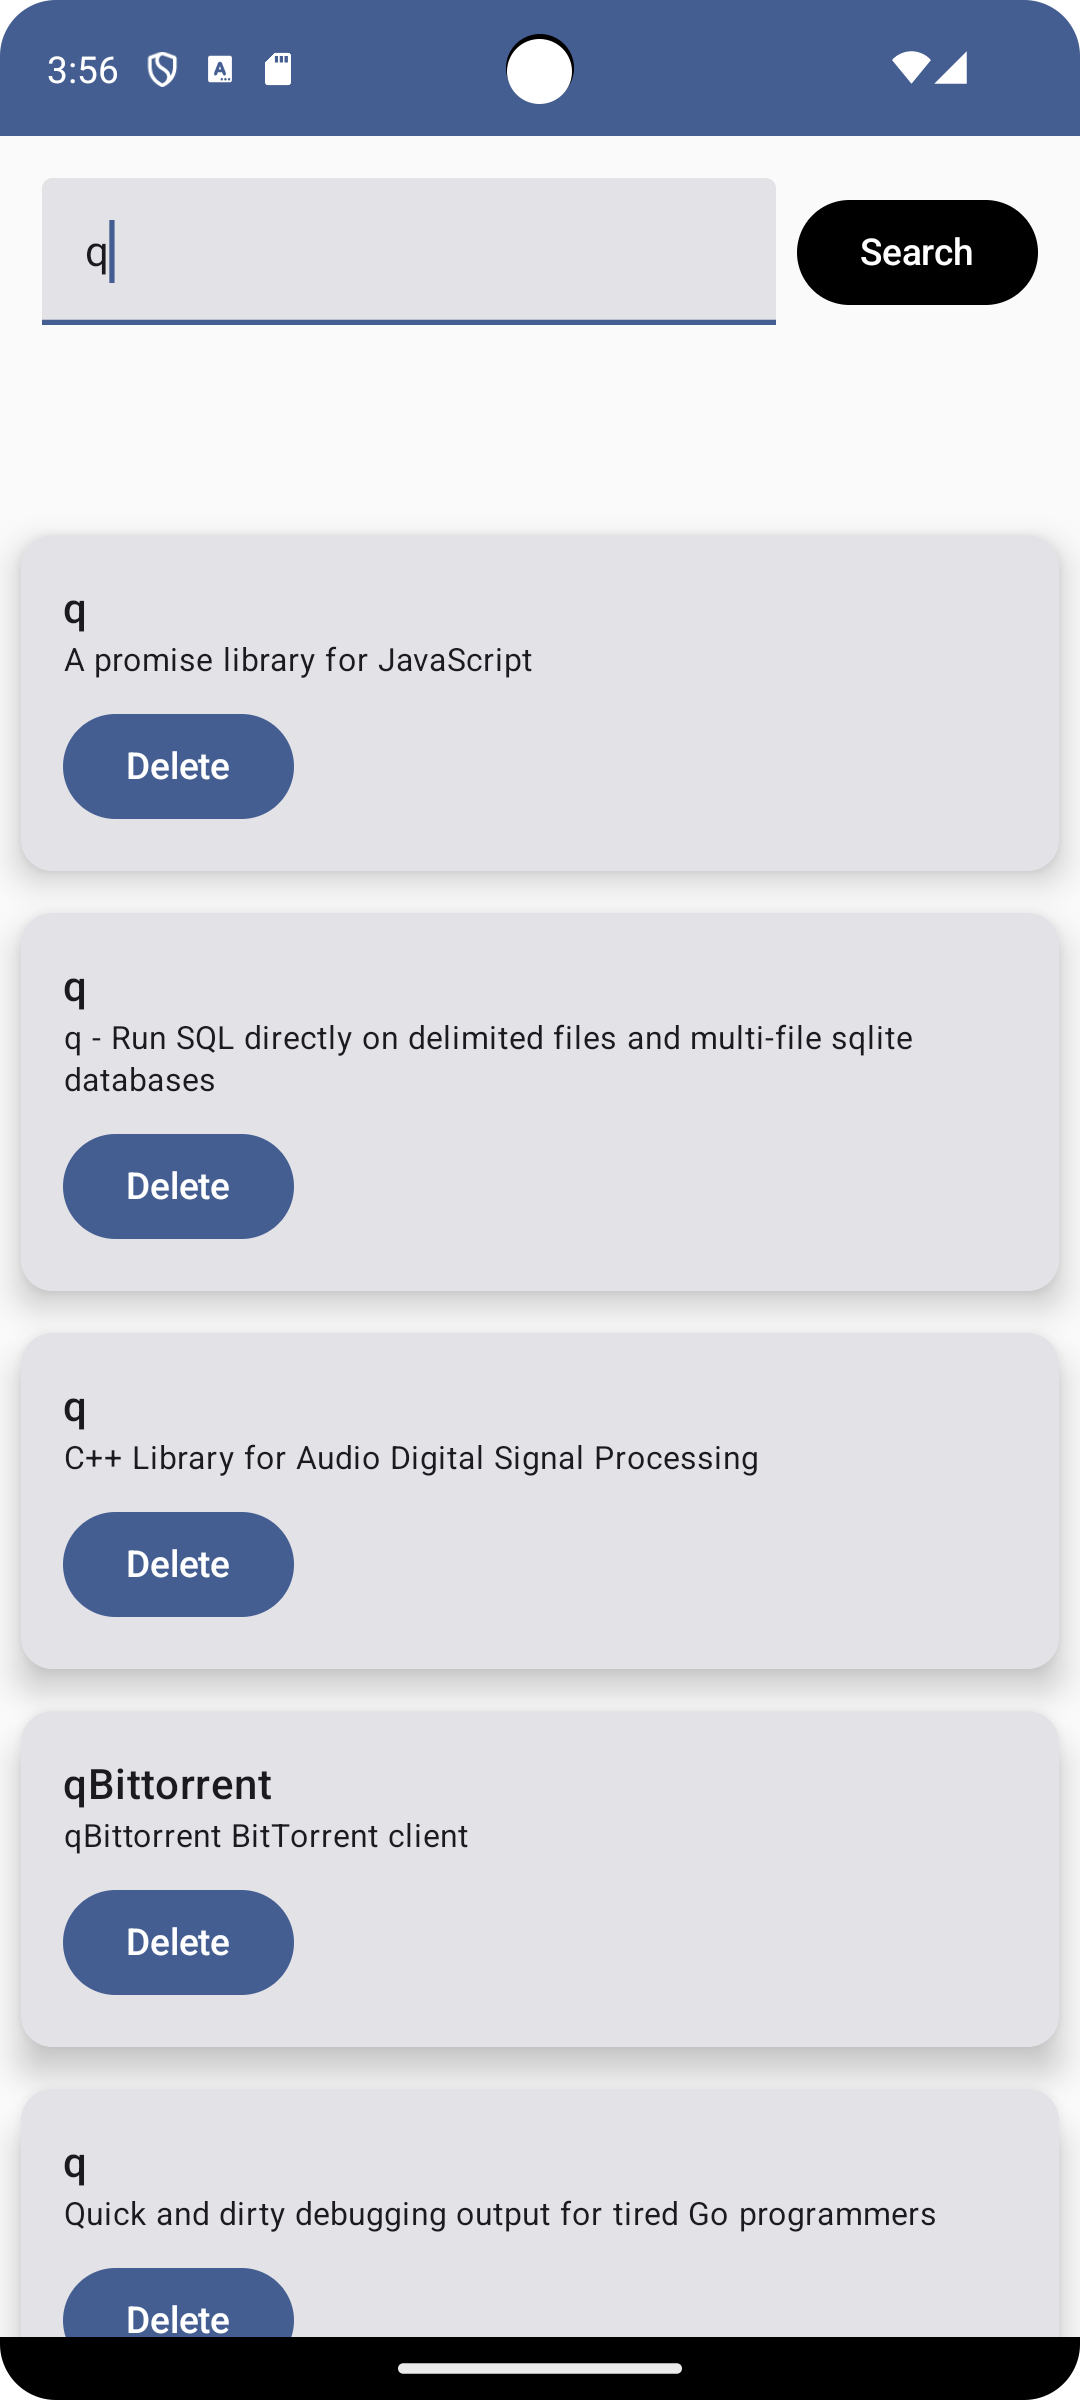 3:56
q
Search
q
A promise library for JavaScript
Delete
q
q - Run SQL directly on delimited files and multi-file sqlite
databases
Delete
q
C++ Library for Audio Digital Signal Processing
Delete
qBittorrent
qBittorrent BitTorrent client
Delete
q
Quick and dirty debugging output for tired Go programmers
Delete